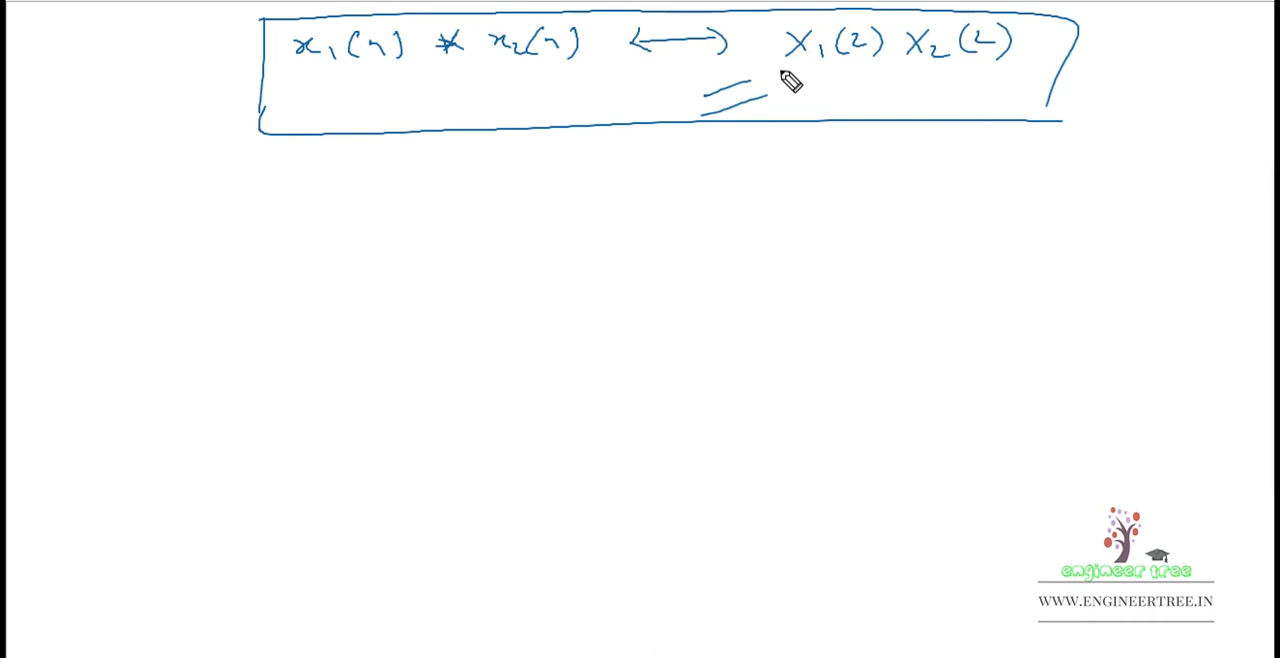 x₁(n) * x₂(n) ⟷ X₁(z) X₂(z)
engineer tree
WWW.ENGINEERTREE.IN